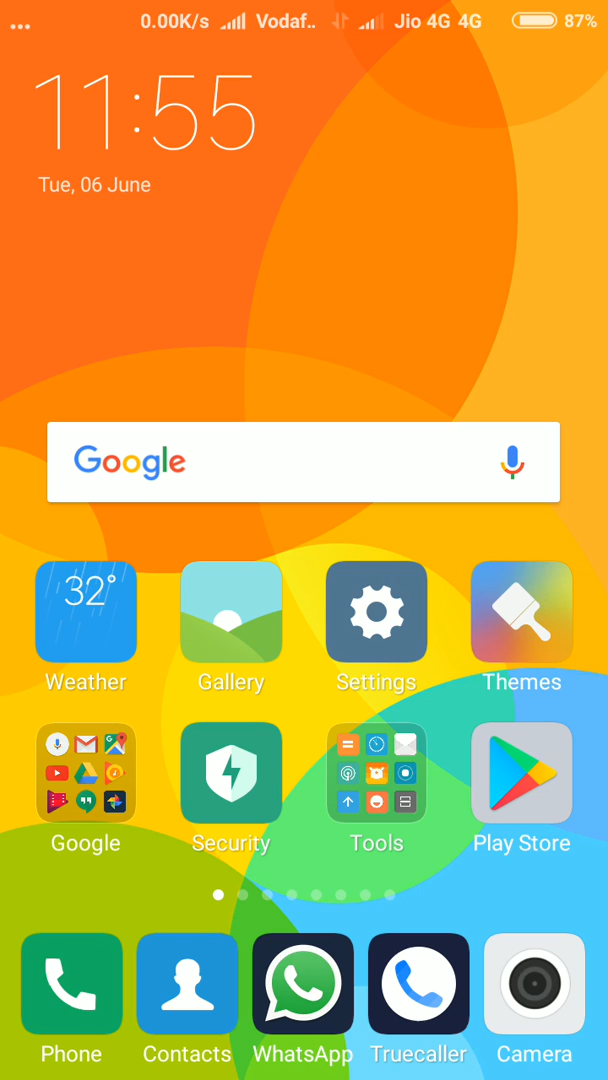 ... 0.00K/s Vodaf.. Jio 4G 4G 87%
11:55
Tue, 06 June
Google
32°
Weather Gallery Settings Themes
Google Security Tools Play Store
Phone Contacts WhatsApp Truecaller Camera